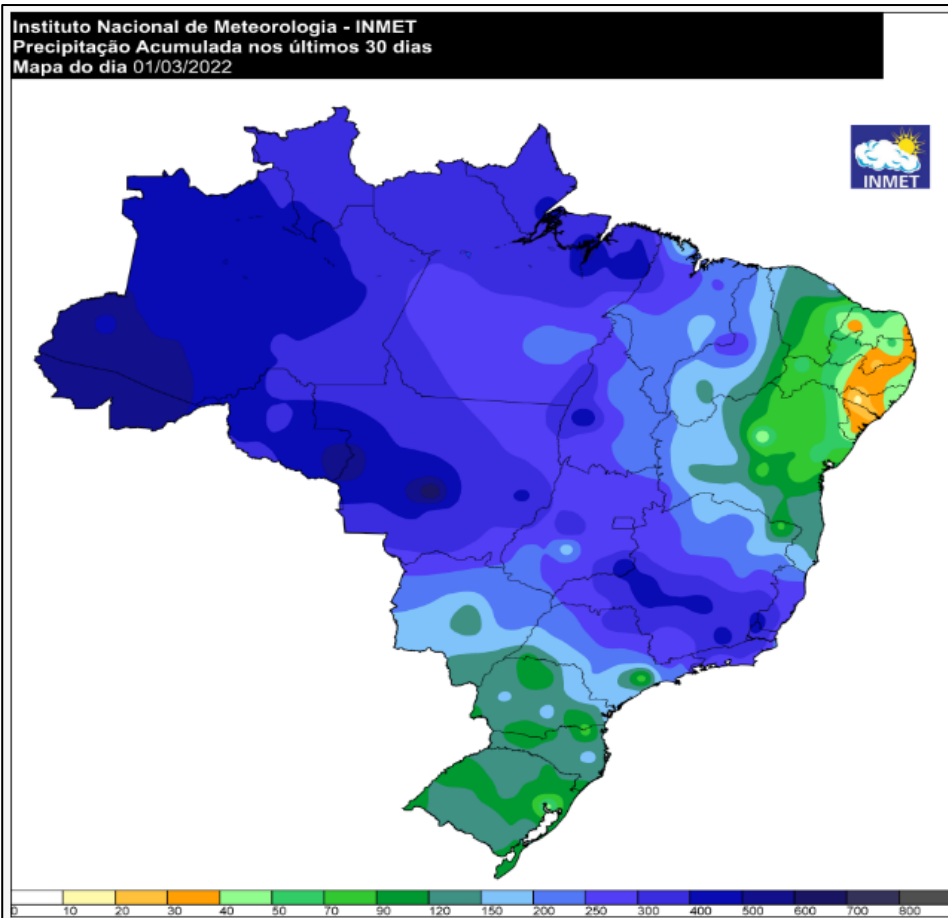 Instituto Nacional de Meteorologia - INMET
Precipitação Acumulada nos últimos 30 dias
Mapa do dia 01/03/2022
INMET
0 10 20 30 40 50 70 90 120 150 200 250 300 400 500 600 700 800